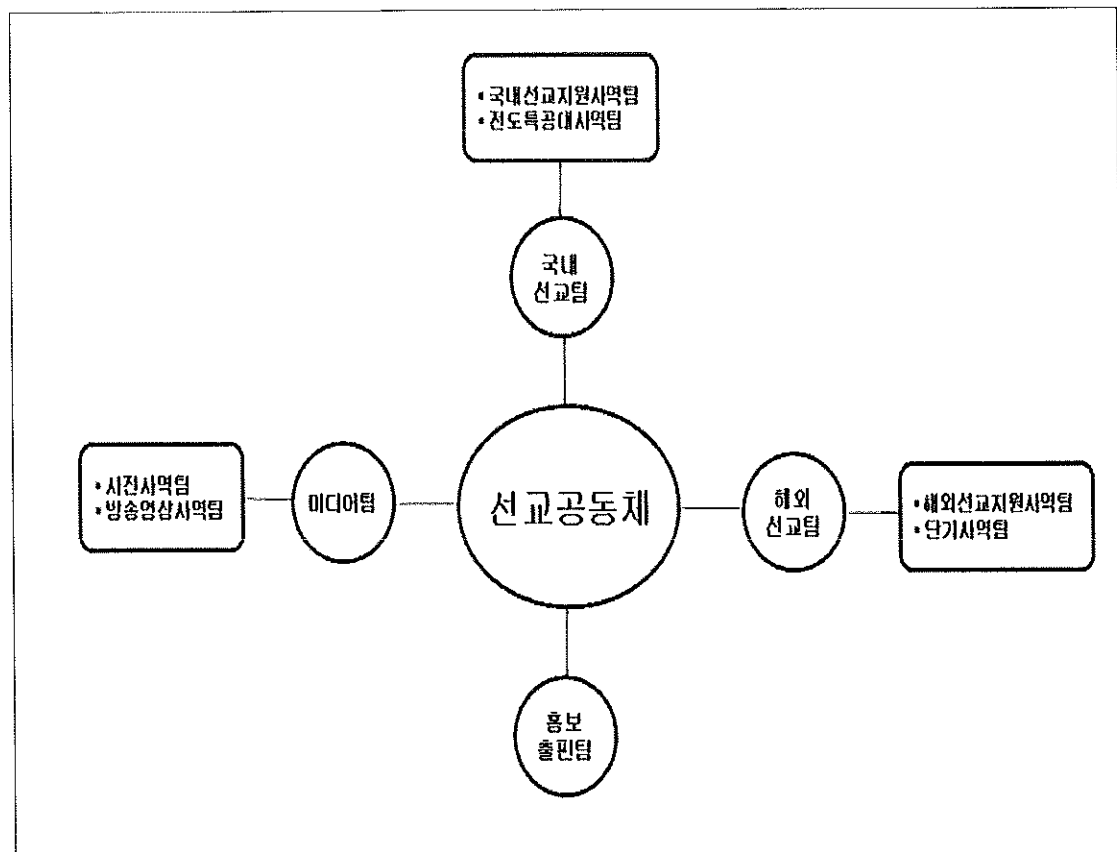 • 국내선교지원사역팀
• 전도특공대사역팀
국내
선교팀
• 사진사역팀
• 방송영상사역팀
미디어팀
선교공동체
해외
선교팀
• 해외선교지원사역팀
• 단기사역팀
홍보
출판팀